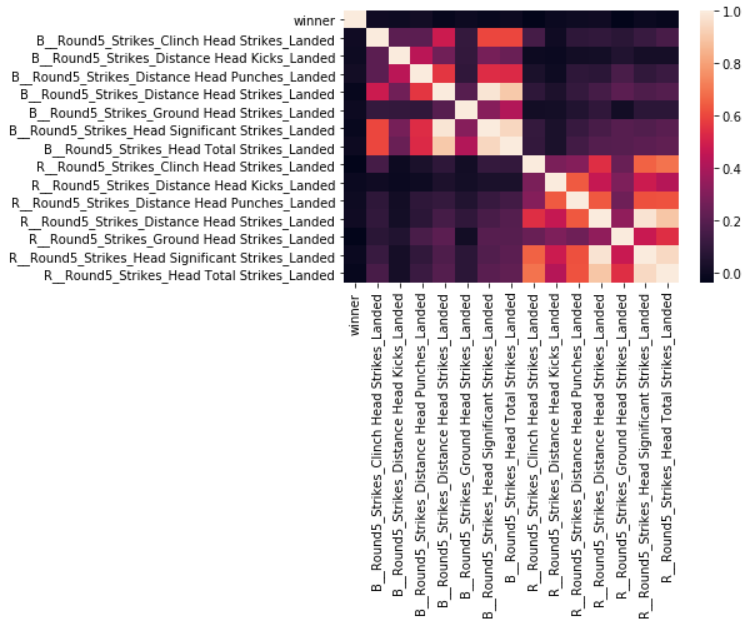 winner
B__Round5_Strikes_Clinch Head Strikes_Landed
B__Round5_Strikes_Distance Head Kicks_Landed
B__Round5_Strikes_Distance Head Punches_Landed
B__Round5_Strikes_Distance Head Strikes_Landed
B__Round5_Strikes_Ground Head Strikes_Landed
B__Round5_Strikes_Head Significant Strikes_Landed
B__Round5_Strikes_Head Total Strikes_Landed
R__Round5_Strikes_Clinch Head Strikes_Landed
R__Round5_Strikes_Distance Head Kicks_Landed
R__Round5_Strikes_Distance Head Punches_Landed
R__Round5_Strikes_Distance Head Strikes_Landed
R__Round5_Strikes_Ground Head Strikes_Landed
R__Round5_Strikes_Head Significant Strikes_Landed
R__Round5_Strikes_Head Total Strikes_Landed
1.0
0.8
0.6
0.4
0.2
0.0
winner
B__Round5_Strikes_Clinch Head Strikes_Landed
B__Round5_Strikes_Distance Head Kicks_Landed
B__Round5_Strikes_Distance Head Punches_Landed
B__Round5_Strikes_Distance Head Strikes_Landed
B__Round5_Strikes_Ground Head Strikes_Landed
B__Round5_Strikes_Head Significant Strikes_Landed
B__Round5_Strikes_Head Total Strikes_Landed
R__Round5_Strikes_Clinch Head Strikes_Landed
R__Round5_Strikes_Distance Head Kicks_Landed
R__Round5_Strikes_Distance Head Punches_Landed
R__Round5_Strikes_Distance Head Strikes_Landed
R__Round5_Strikes_Ground Head Strikes_Landed
R__Round5_Strikes_Head Significant Strikes_Landed
R__Round5_Strikes_Head Total Strikes_Landed